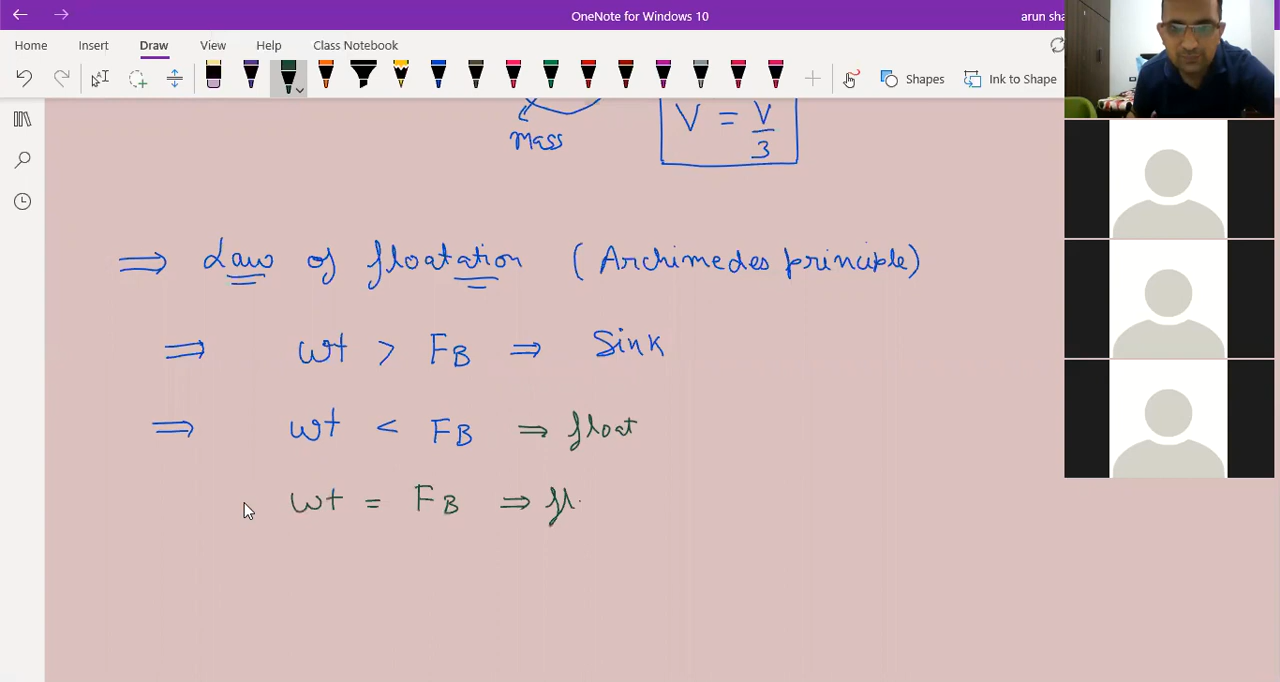 OneNote for Windows 10
arun sha
Home Insert Draw View Help Class Notebook
Shapes Ink to Shape
Mass
V = V/3
⇒ Law of floatation (Archimedes principle)
⇒ wt > FB ⇒ Sink
⇒ wt < FB ⇒ float
wt = FB ⇒ fl